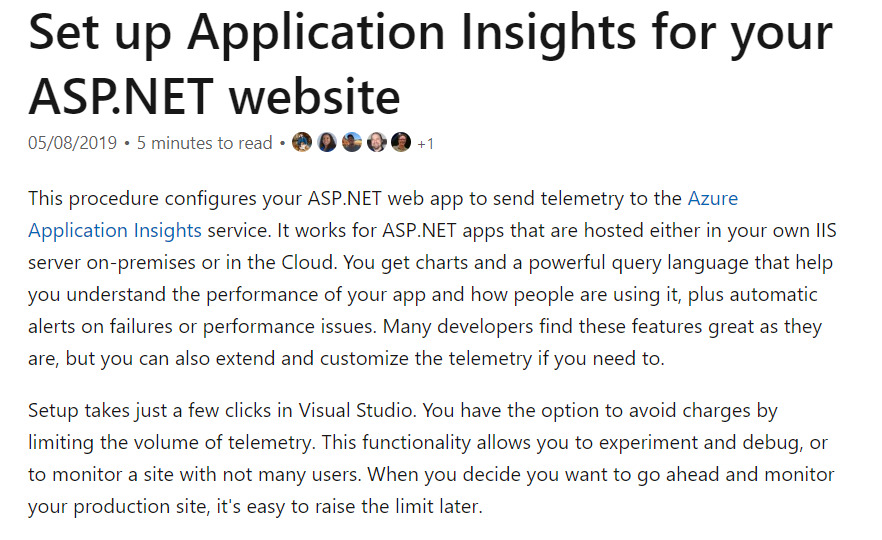 Set up Application Insights for your
ASP.NET website
05/08/2019 • 5 minutes to read • +1
This procedure configures your ASP.NET web app to send telemetry to the Azure
Application Insights service. It works for ASP.NET apps that are hosted either in your own IIS
server on-premises or in the Cloud. You get charts and a powerful query language that help
you understand the performance of your app and how people are using it, plus automatic
alerts on failures or performance issues. Many developers find these features great as they
are, but you can also extend and customize the telemetry if you need to.
Setup takes just a few clicks in Visual Studio. You have the option to avoid charges by
limiting the volume of telemetry. This functionality allows you to experiment and debug, or
to monitor a site with not many users. When you decide you want to go ahead and monitor
your production site, it's easy to raise the limit later.